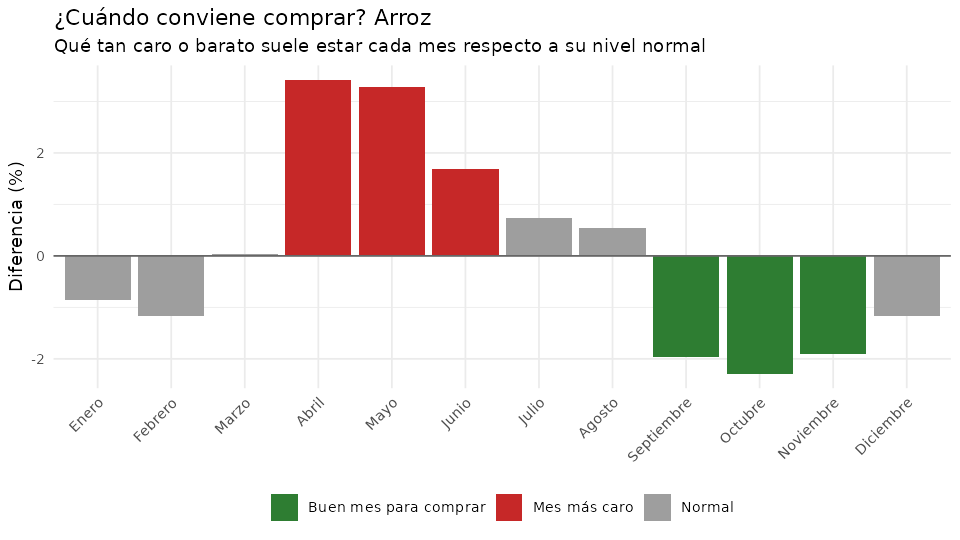 ¿Cuándo conviene comprar? Arroz
Qué tan caro o barato suele estar cada mes respecto a su nivel normal
Diferencia (%)
2
0
-2
Enero
Febrero
Marzo
Abril
Mayo
Junio
Julio
Agosto
Septiembre
Octubre
Noviembre
Diciembre
Buen mes para comprar
Mes más caro
Normal